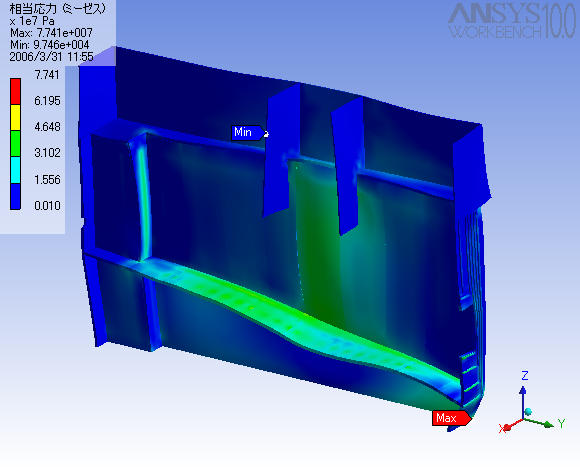 相当応力 (ミーゼス)
x 1e7 Pa
Max: 7.741e+007
Min: 9.746e+004
2006/3/31 11:55
ANSYS 10.0
WORKBENCH
7.741
6.195
4.648
3.102
1.556
0.010
Min
Max
Z
X
Y